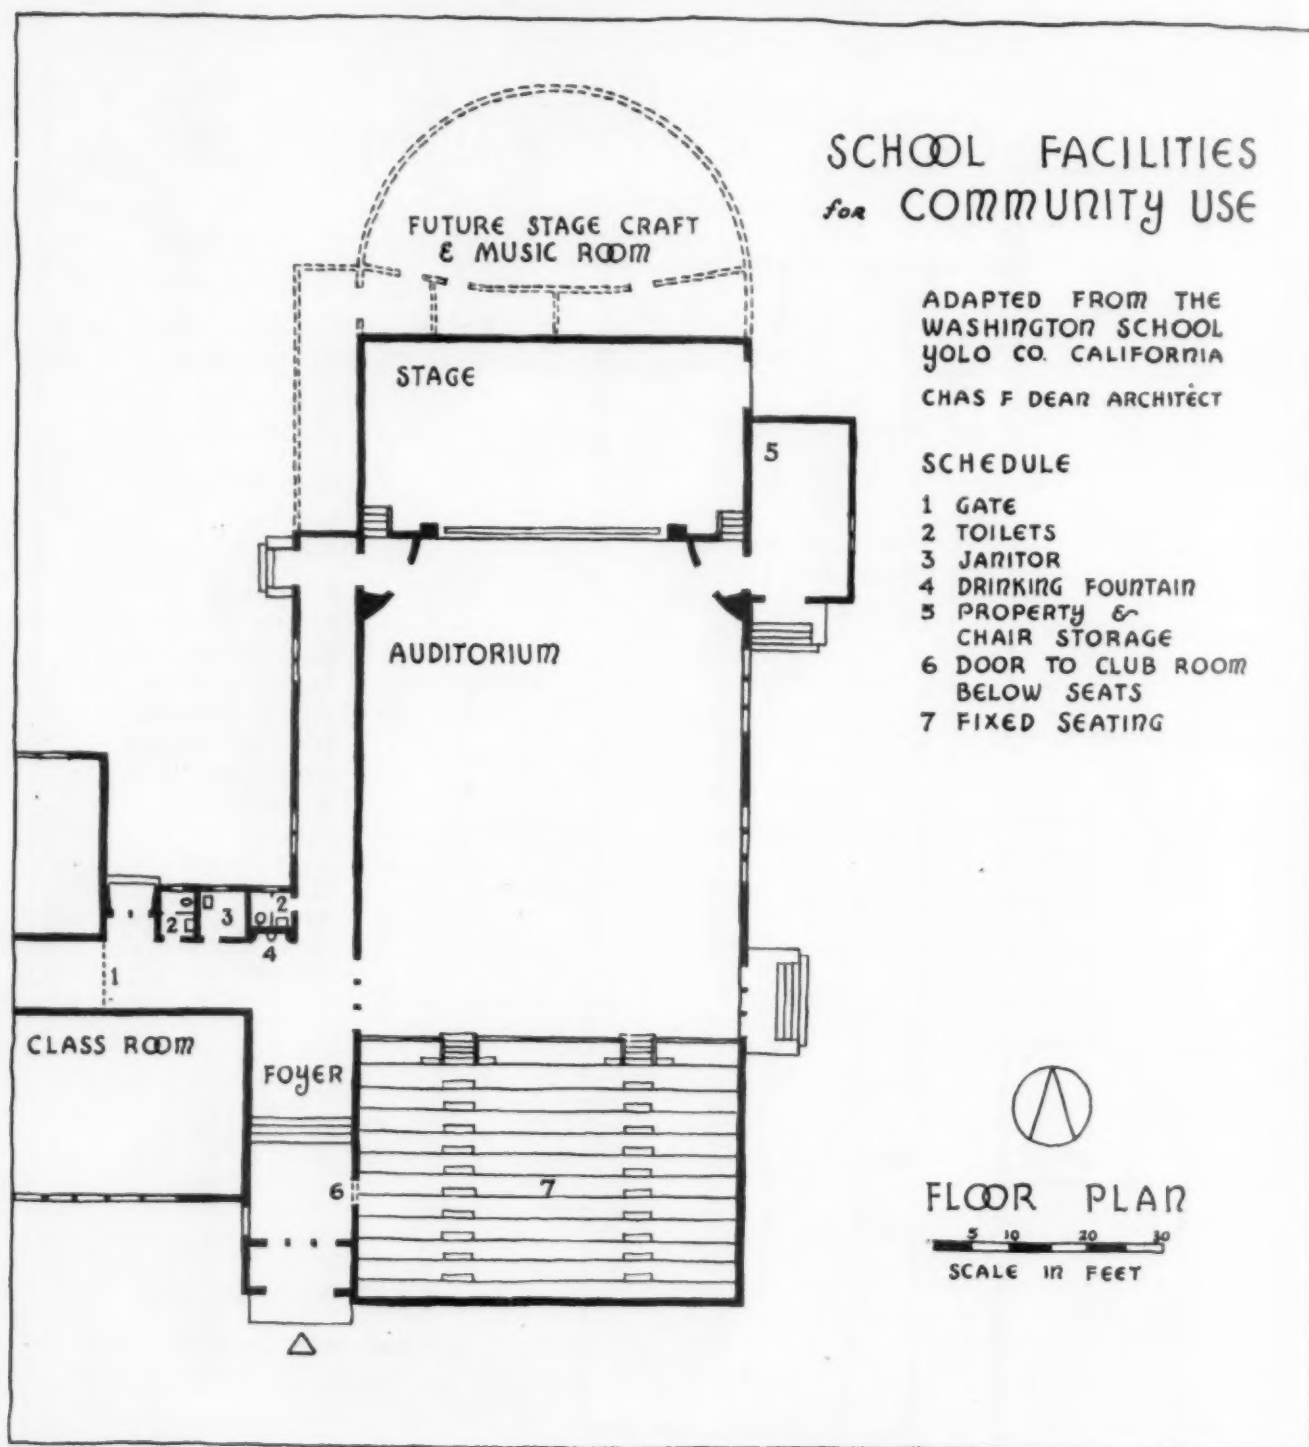 SCHOOL FACILITIES
for COMMUNITY USE
FUTURE STAGE CRAFT
& MUSIC ROOM
ADAPTED FROM THE
WASHINGTON SCHOOL
YOLO CO. CALIFORNIA
CHAS F DEAN ARCHITECT
STAGE
5
SCHEDULE
1 GATE
2 TOILETS
3 JANITOR
4 DRINKING FOUNTAIN
5 PROPERTY &
CHAIR STORAGE
6 DOOR TO CLUB ROOM
BELOW SEATS
7 FIXED SEATING
AUDITORIUM
2
3
2
4
1
CLASS ROOM
FOYER
6
7
FLOOR PLAN
5 10 20 30
SCALE IN FEET